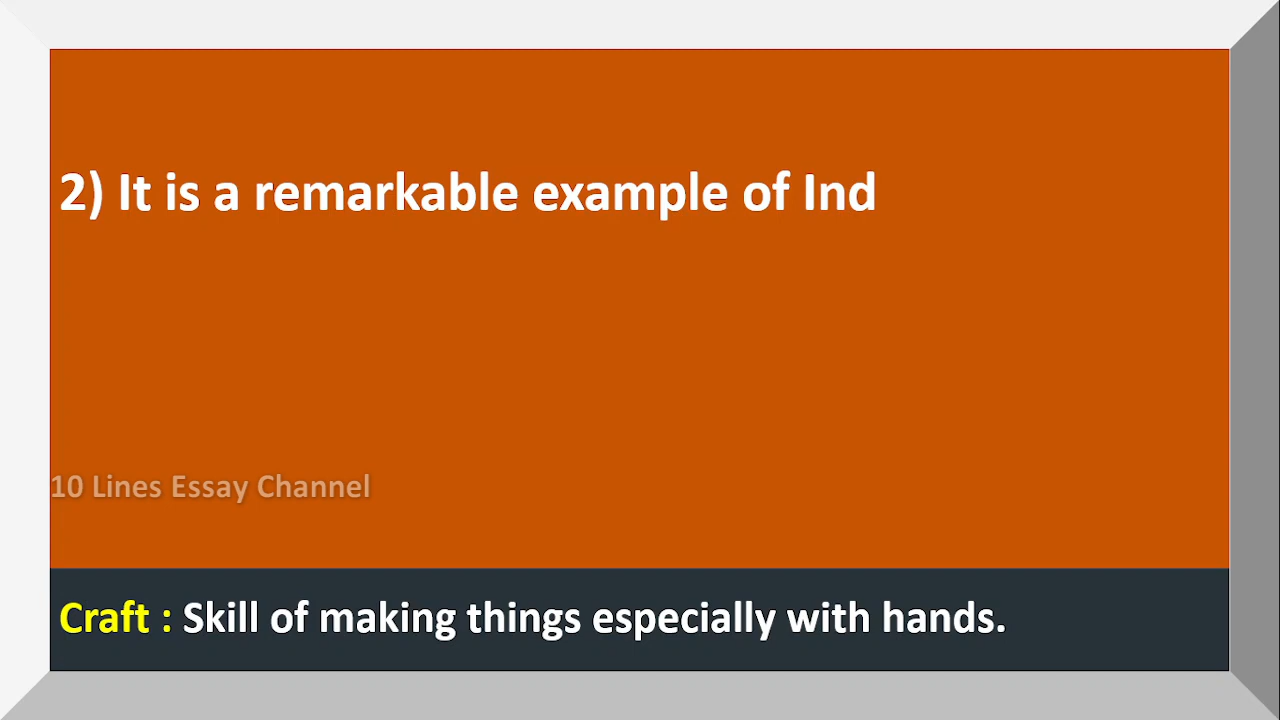 2) It is a remarkable example of Ind
10 Lines Essay Channel
Craft : Skill of making things especially with hands.